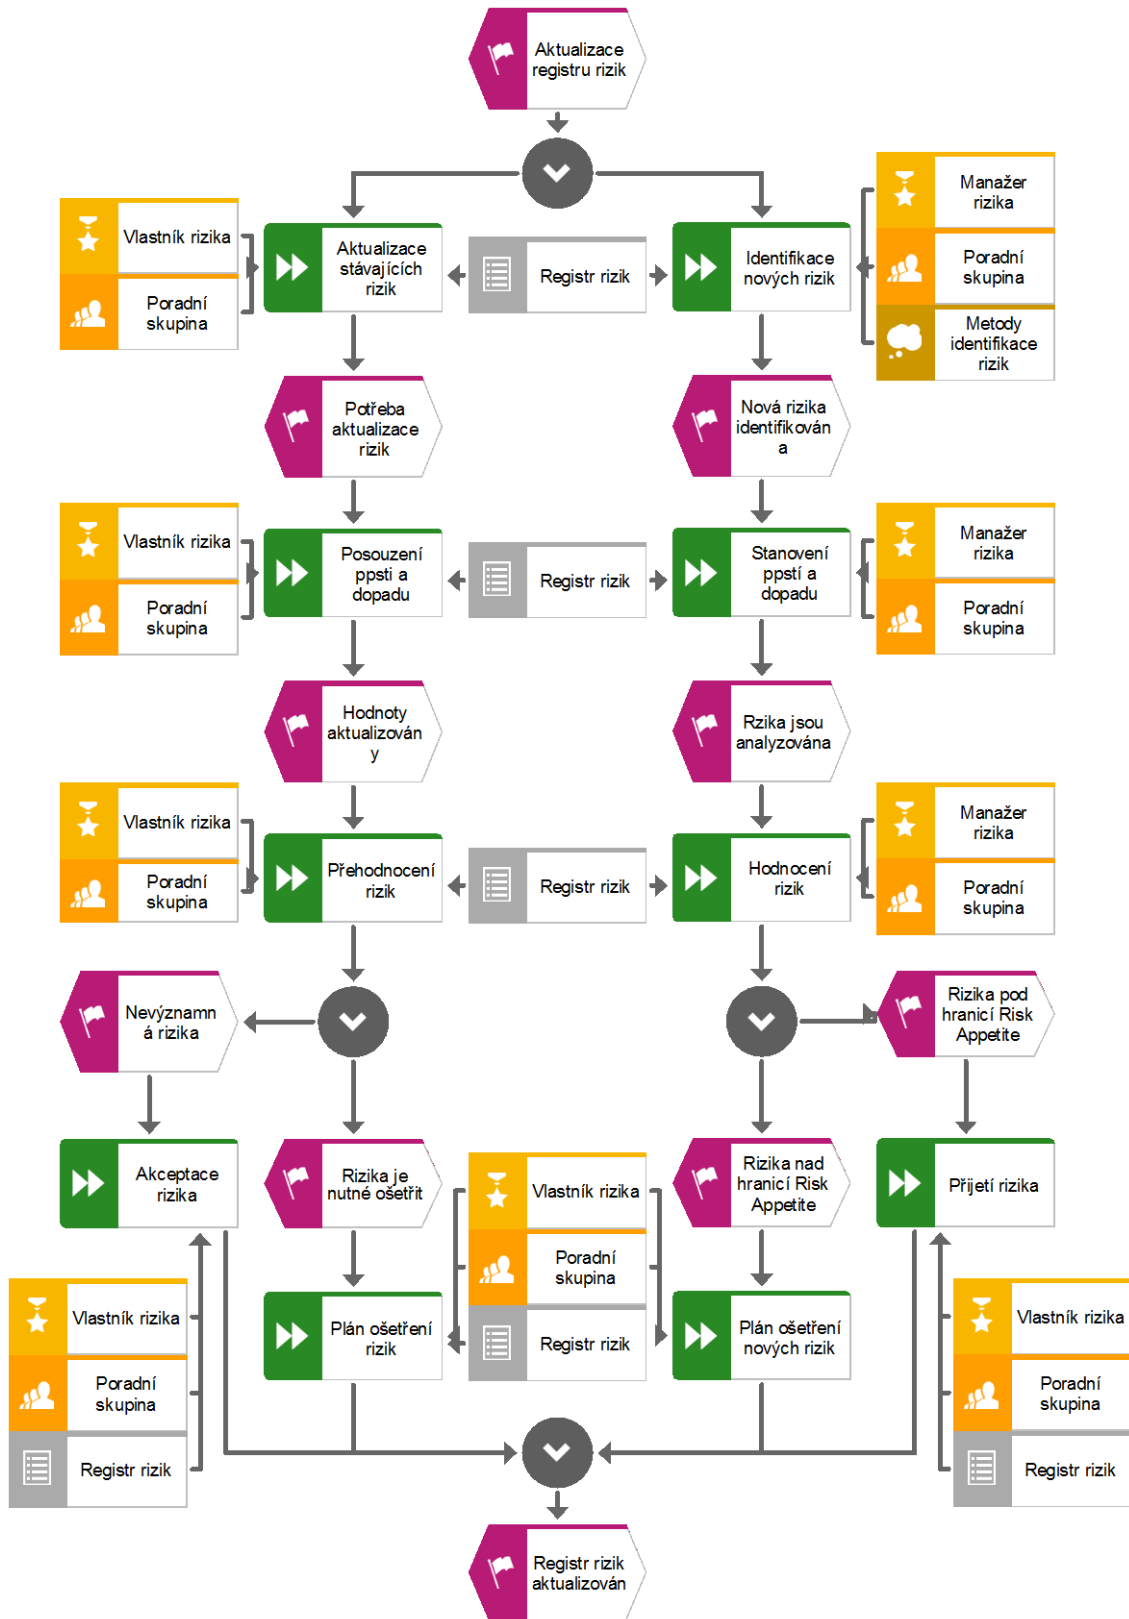 Aktualizace
registru rizik
Manažer
rizika
Vlastník rizika
Aktualizace
stávajících
rizik
Registr rizik
Identifikace
nových rizik
Poradní
skupina
Poradní
skupina
Metody
identifikace
rizik
Potřeba
aktualizace
rizik
Nová rizika
identifikován
a
Vlastník rizika
Manažer
rizika
Posouzení
ppsti a
dopadu
Registr rizik
Stanovení
ppstí a
dopadu
Poradní
skupina
Poradní
skupina
Hodnoty
aktualizován
y
Rzika jsou
analyzována
Vlastník rizika
Manažer
rizika
Přehodnocení
rizik
Registr rizik
Hodnocení
rizik
Poradní
skupina
Poradní
skupina
Nevýznamn
á rizika
Rizika pod
hranicí Risk
Appetite
Akceptace
rizika
Rizika je
nutné ošetřit
Vlastník rizika
Rizika nad
hranicí Risk
Appetite
Přijetí rizika
Poradní
skupina
Vlastník rizika
Plán ošetření
rizik
Registr rizik
Plán ošetření
nových rizik
Vlastník rizika
Poradní
skupina
Poradní
skupina
Registr rizik
Registr rizik
Registr rizik
aktualizován